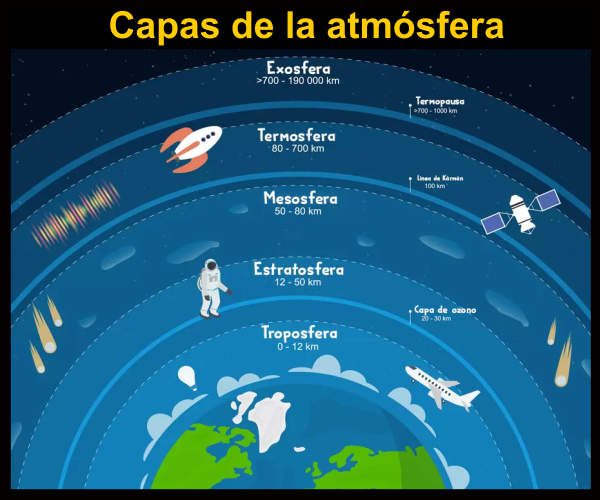 Capas de la atmósfera
Exosfera
>700 - 190 000 km
Termopausa
>700 - 1000 km
Termosfera
80 - 700 km
Línea de Kármán
100 km
Mesosfera
50 - 80 km
Estratosfera
12 - 50 km
Capa de ozono
20 - 30 km
Troposfera
0 - 12 km